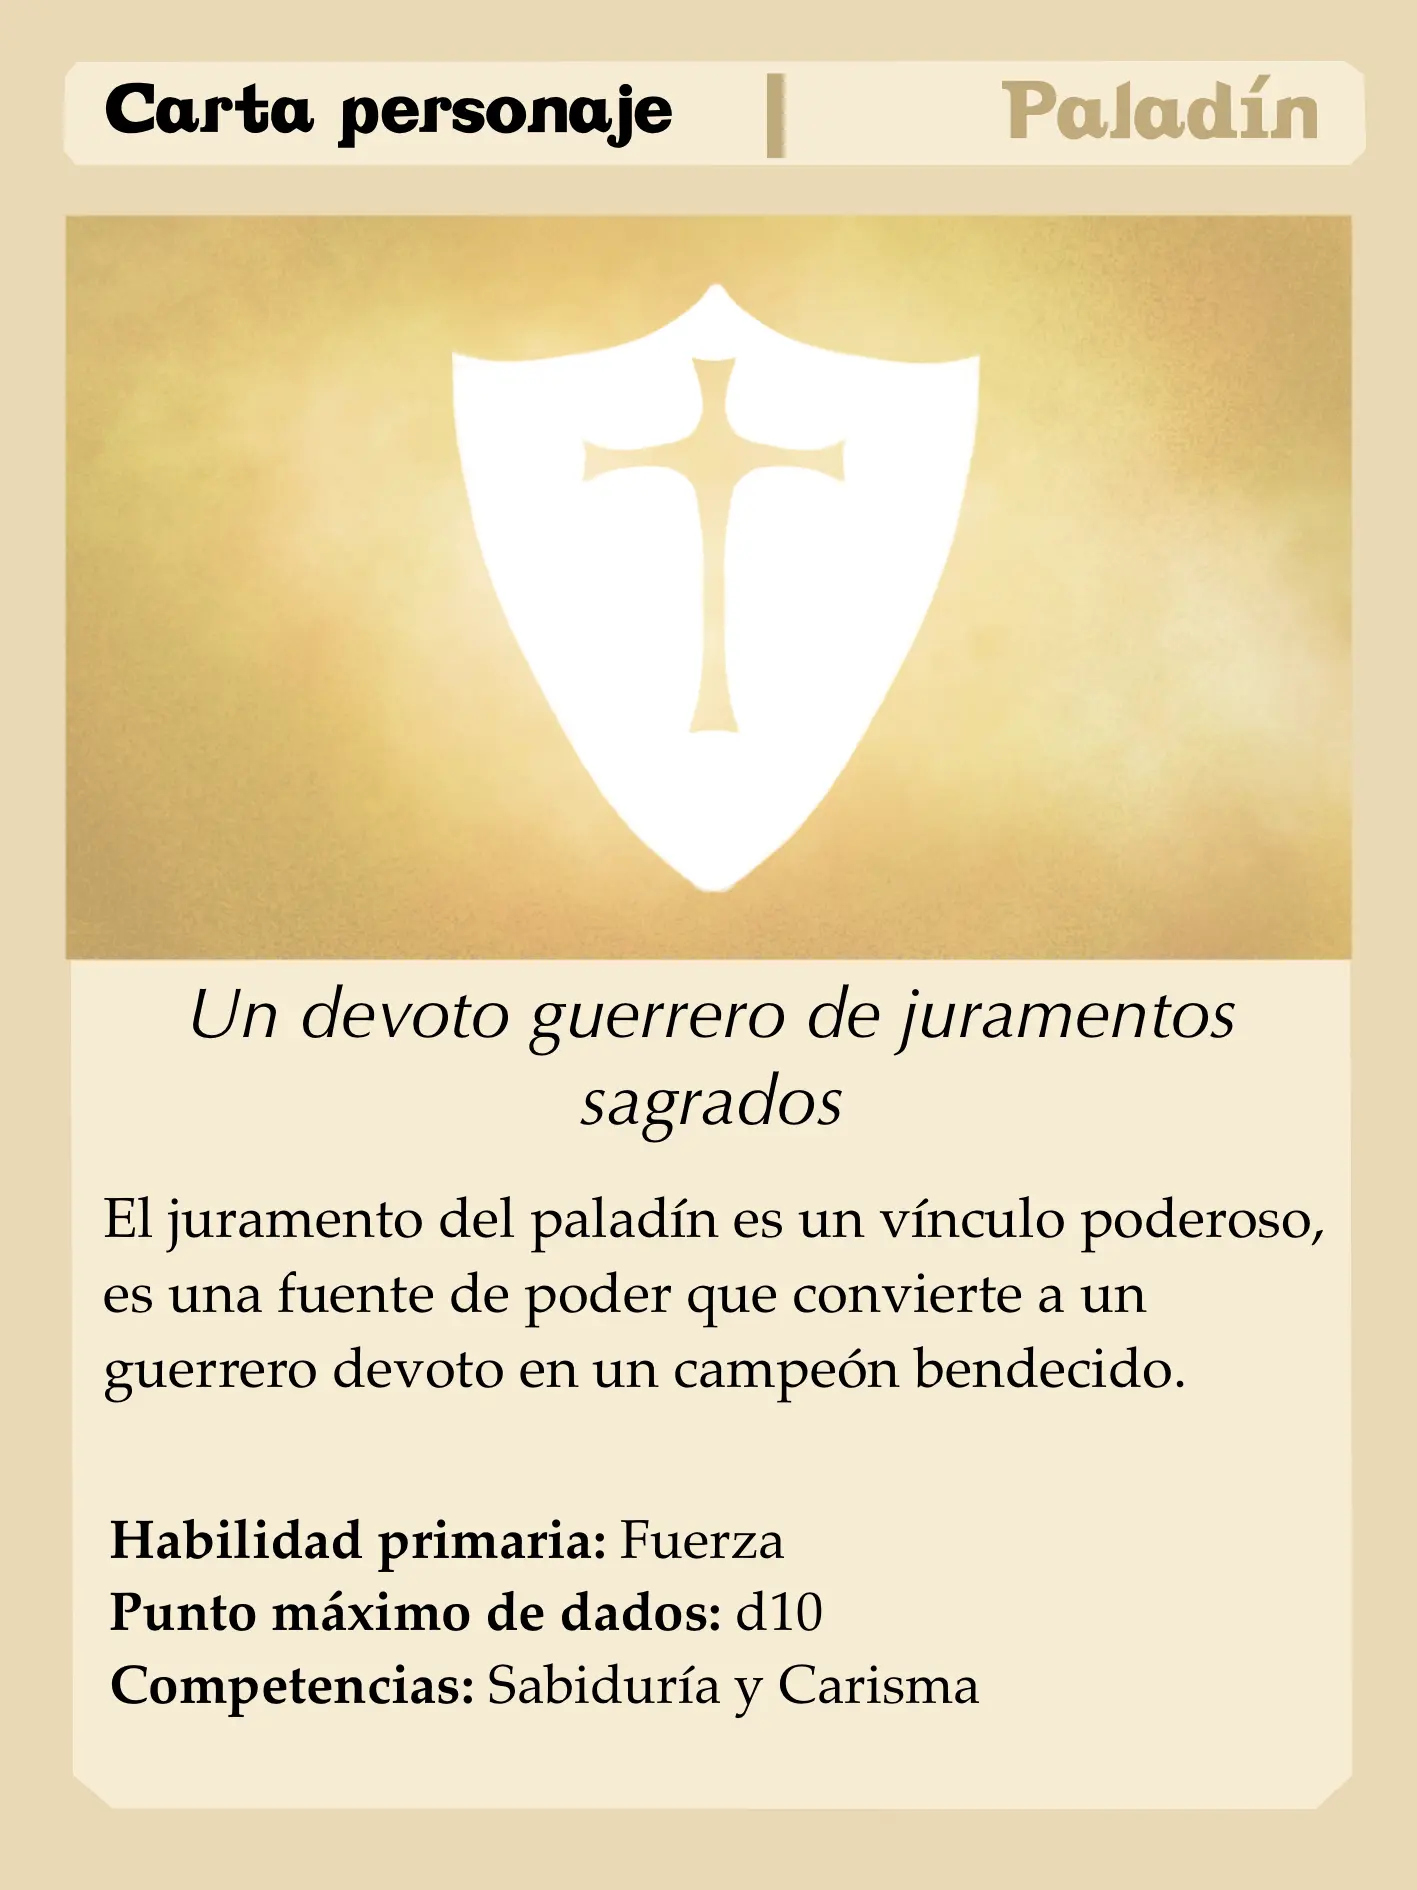 Carta personaje
Paladín
Un devoto guerrero de juramentos
sagrados
El juramento del paladín es un vínculo poderoso,
es una fuente de poder que convierte a un
guerrero devoto en un campeón bendecido.
Habilidad primaria: Fuerza
Punto máximo de dados: d10
Competencias: Sabiduría y Carisma